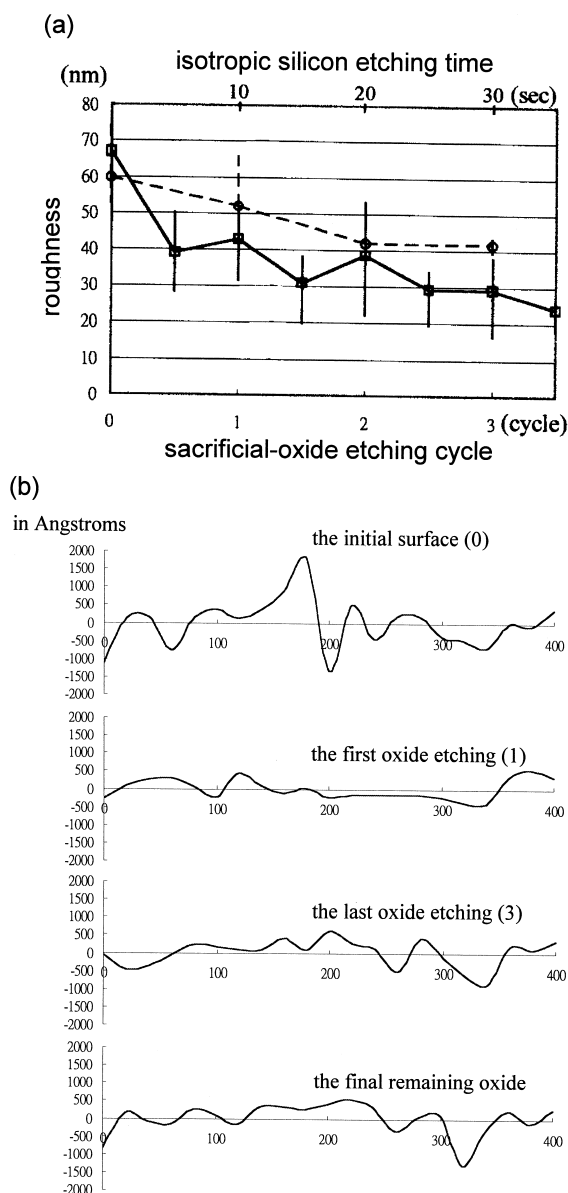 (a)
isotropic silicon etching time
(nm)
10 20 30 (sec)
80
70
60
50
40
30
20
10
0
roughness
0 1 2 3 (cycle)
sacrificial-oxide etching cycle
(b)
in Angstroms
the initial surface (0)
2000
1500
1000
500
0
-500
-1000
-1500
-2000
0 100 200 300 400
the first oxide etching (1)
2000
1500
1000
500
0
-500
-1000
-1500
-2000
0 100 200 300 400
the last oxide etching (3)
2000
1500
1000
500
0
-500
-1000
-1500
-2000
0 100 200 300 400
the final remaining oxide
2000
1500
1000
500
0
-500
-1000
-1500
-2000
0 100 200 300 400